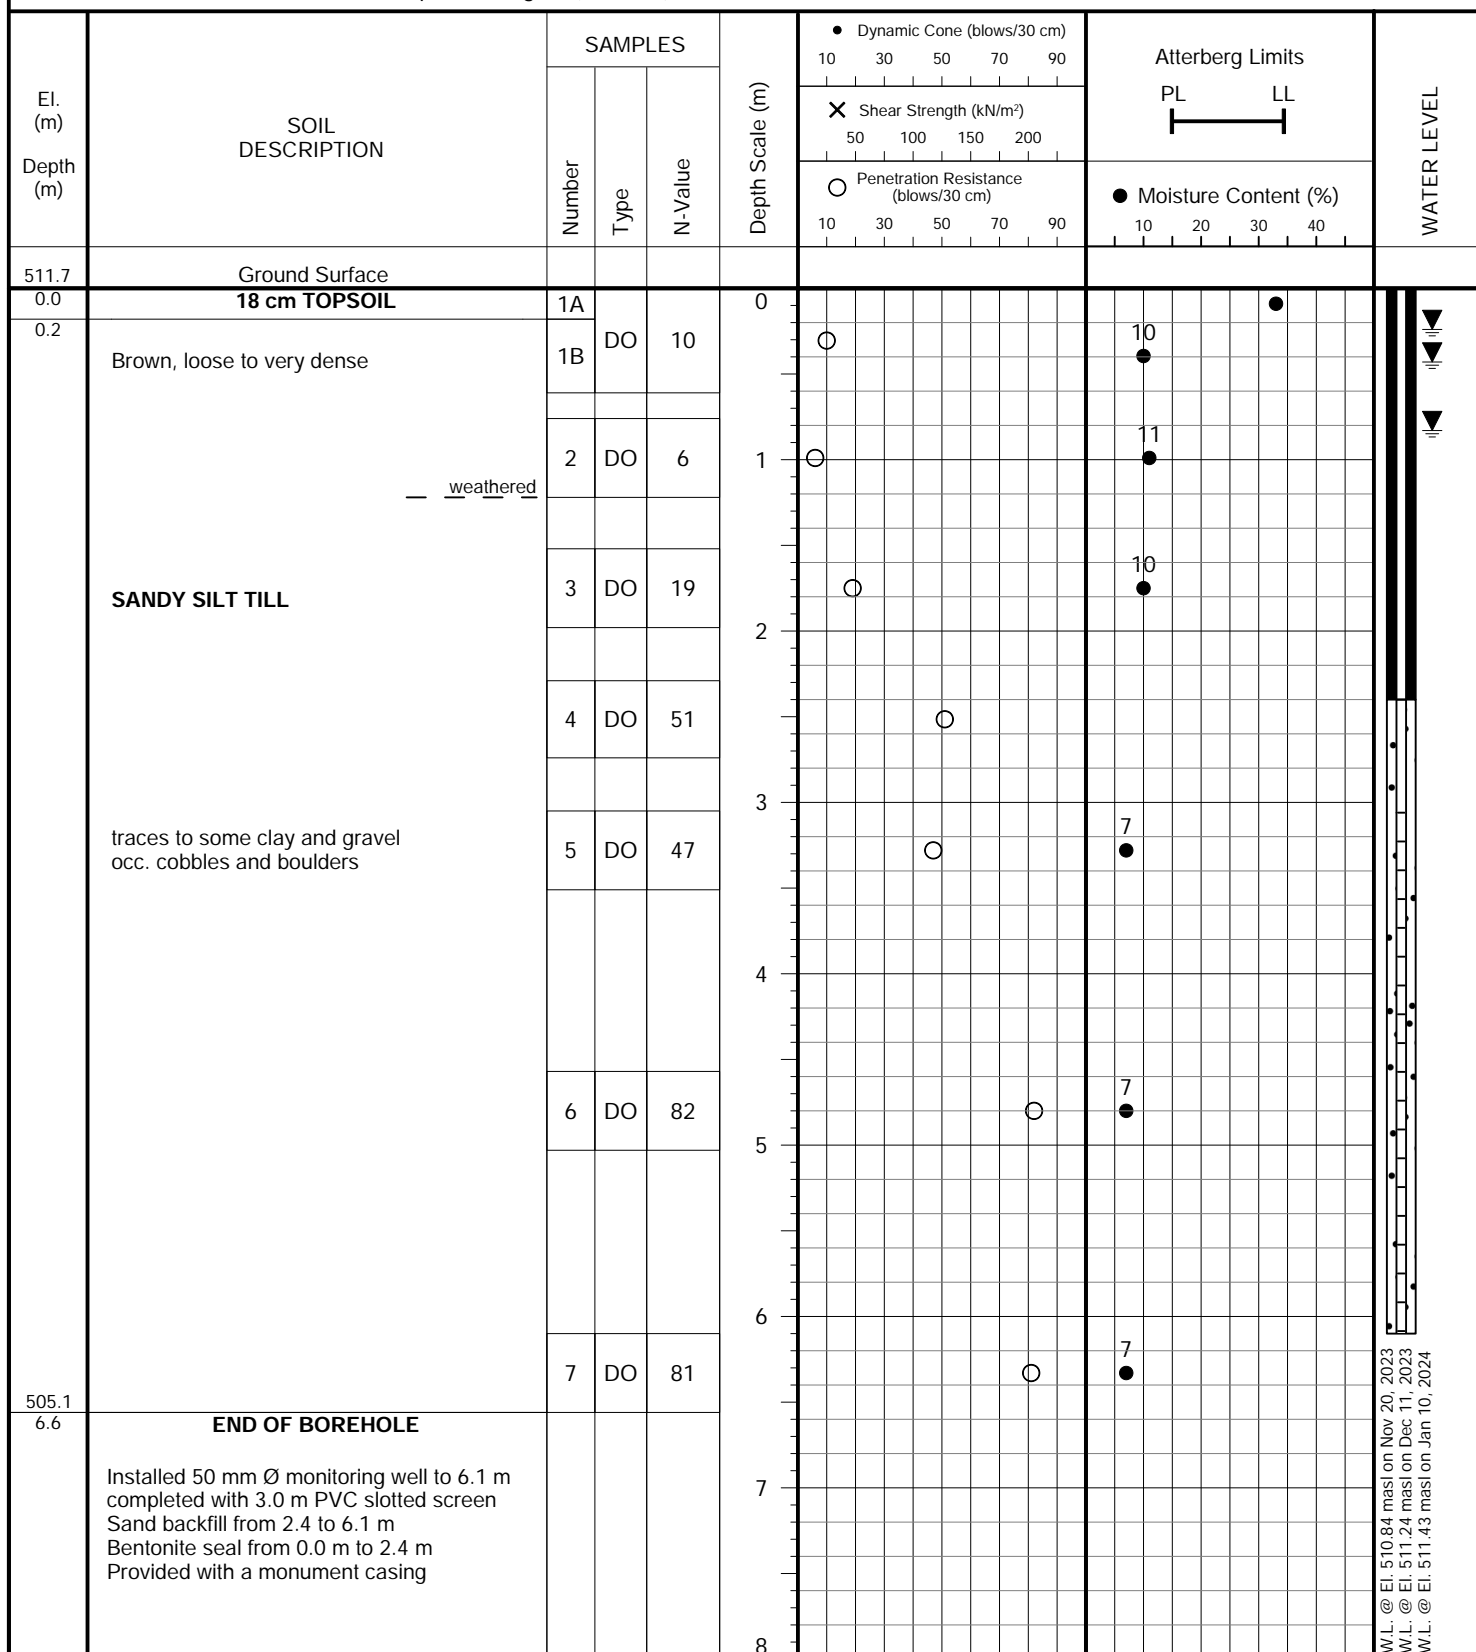 SAMPLES
El.
(m)
Depth
(m)
SOIL
DESCRIPTION
Number
Type
N-Value
Depth Scale (m)
Dynamic Cone (blows/30 cm)
10 30 50 70 90
Shear Strength (kN/m²)
50 100 150 200
Penetration Resistance
(blows/30 cm)
10 30 50 70 90
Atterberg Limits
PL LL
Moisture Content (%)
10 20 30 40
WATER LEVEL
511.7 Ground Surface
0.0 18 cm TOPSOIL 1A 0
0.2
DO 10 10
Brown, loose to very dense 1B
11
2 DO 6 1
weathered
10
3 DO 19
SANDY SILT TILL
2
4 DO 51
3
7
traces to some clay and gravel
occ. cobbles and boulders
5 DO 47
4
7
6 DO 82
5
6
7
7 DO 81
505.1
6.6 END OF BOREHOLE
Installed 50 mm Ø monitoring well to 6.1 m
completed with 3.0 m PVC slotted screen
Sand backfill from 2.4 to 6.1 m
Bentonite seal from 0.0 m to 2.4 m
Provided with a monument casing
7
8
W.L. @ El. 510.84 masl on Nov 20, 2023
W.L. @ El. 511.24 masl on Dec 11, 2023
W.L. @ El. 511.43 masl on Jan 10, 2024